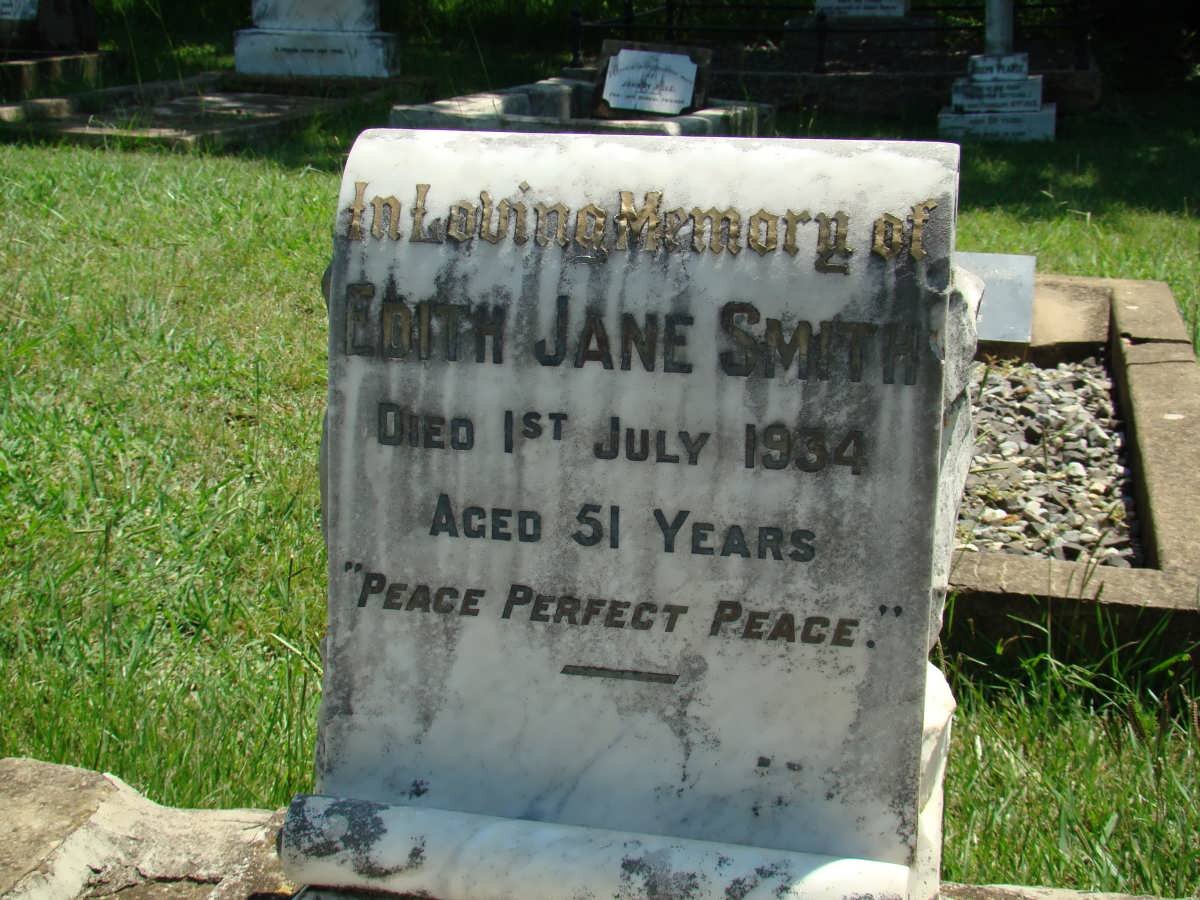 In Loving Memory of
EDITH JANE SMITH
DIED 1ST JULY 1934
AGED 51 YEARS
"PEACE PERFECT PEACE."